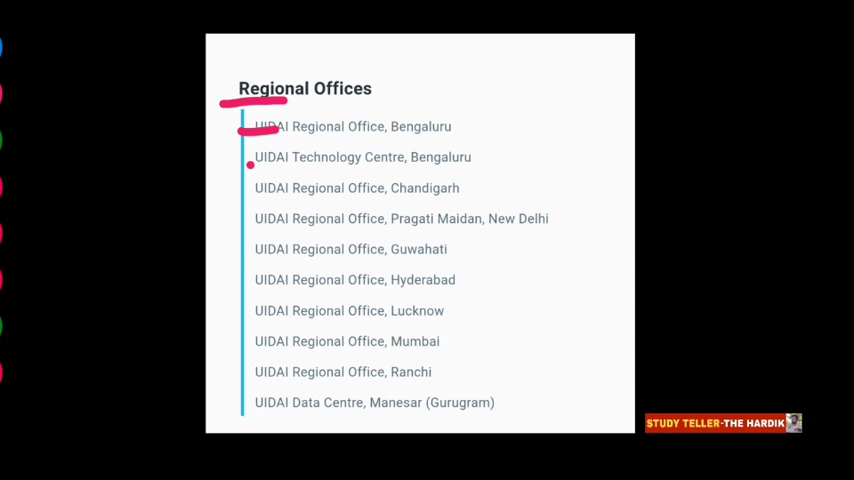 Regional Offices
UIDAI Regional Office, Bengaluru
UIDAI Technology Centre, Bengaluru
UIDAI Regional Office, Chandigarh
UIDAI Regional Office, Pragati Maidan, New Delhi
UIDAI Regional Office, Guwahati
UIDAI Regional Office, Hyderabad
UIDAI Regional Office, Lucknow
UIDAI Regional Office, Mumbai
UIDAI Regional Office, Ranchi
UIDAI Data Centre, Manesar (Gurugram)
STUDY TELLER-THE HARDIK